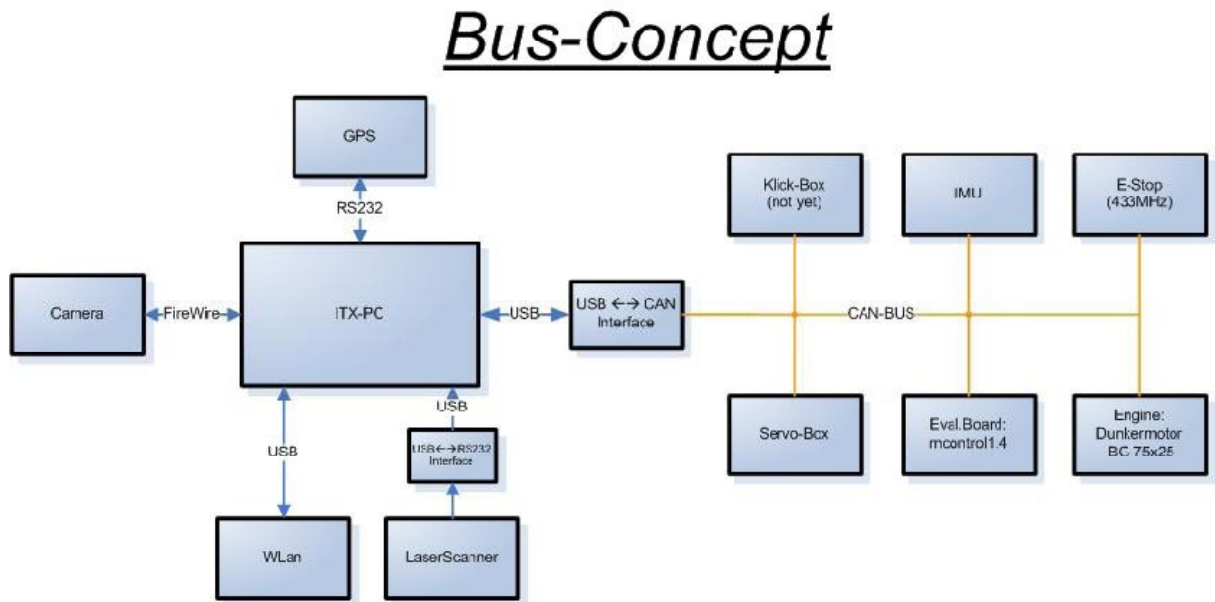 Bus-Concept
GPS
RS232
Klick-Box
(not yet)
IMU
E-Stop
(433MHz)
Camera
FireWire
ITX-PC
USB
USB ←→ CAN
Interface
CAN-BUS
USB
USB←→RS232
Interface
USB
Servo-Box
Eval.Board:
mcontrol1.4
Engine:
Dunkermotor
BC 75x25
WLan
LaserScanner